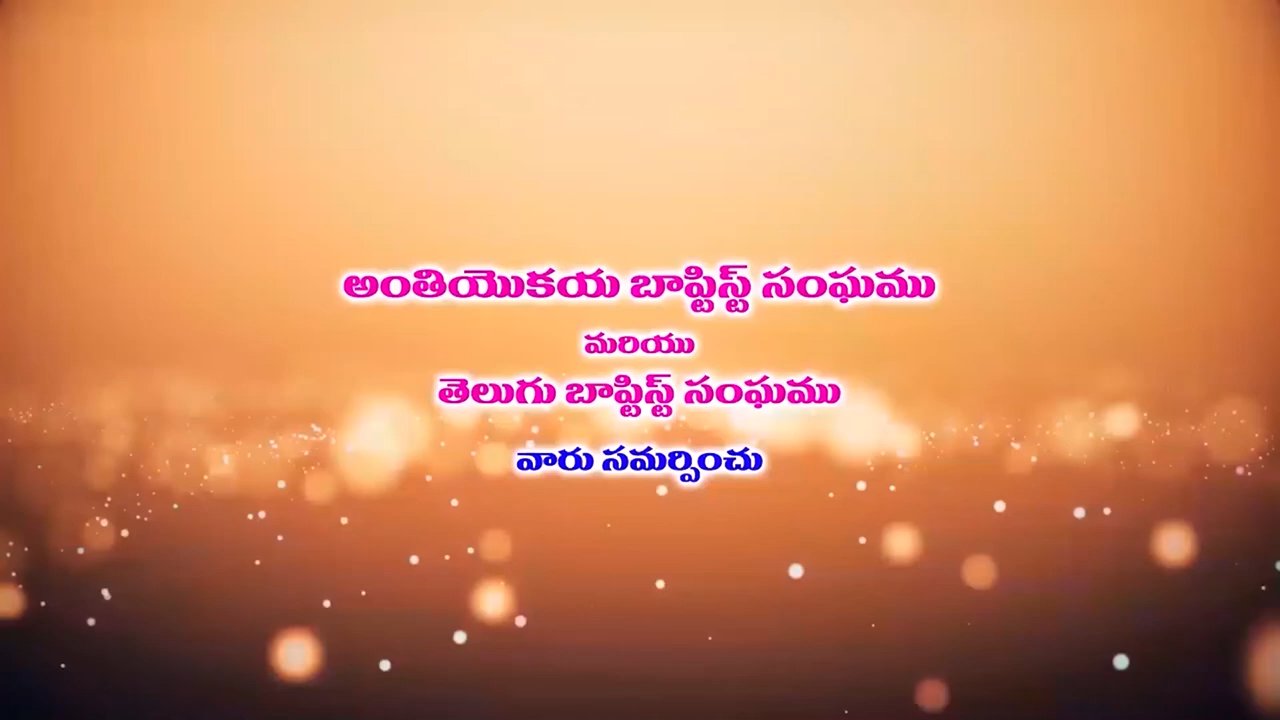 అంతియొకయ బాప్టిస్ట్ సంఘము
మరియు
తెలుగు బాప్టిస్ట్ సంఘము
వారు సమర్పించు